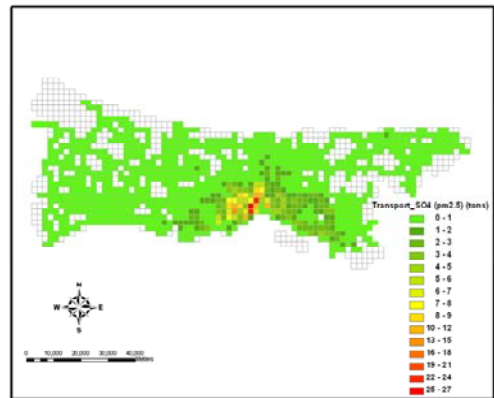 Transport_SO4 (pm2.5) (tons)
0 - 1
1 - 2
2 - 3
3 - 4
4 - 5
5 - 6
6 - 7
7 - 8
8 - 9
10 - 12
13 - 15
16 - 18
19 - 21
22 - 24
25 - 27
N
W E
S
0 10,000 20,000 40,000
Meters